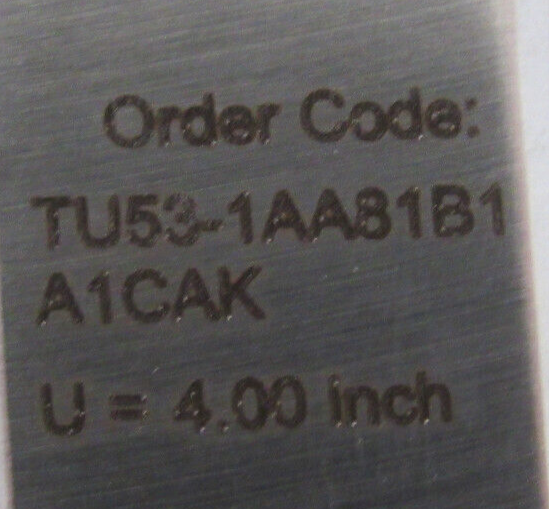 Order Code:
TU53-1AA81B1
A1CAK
U = 4.00 inch